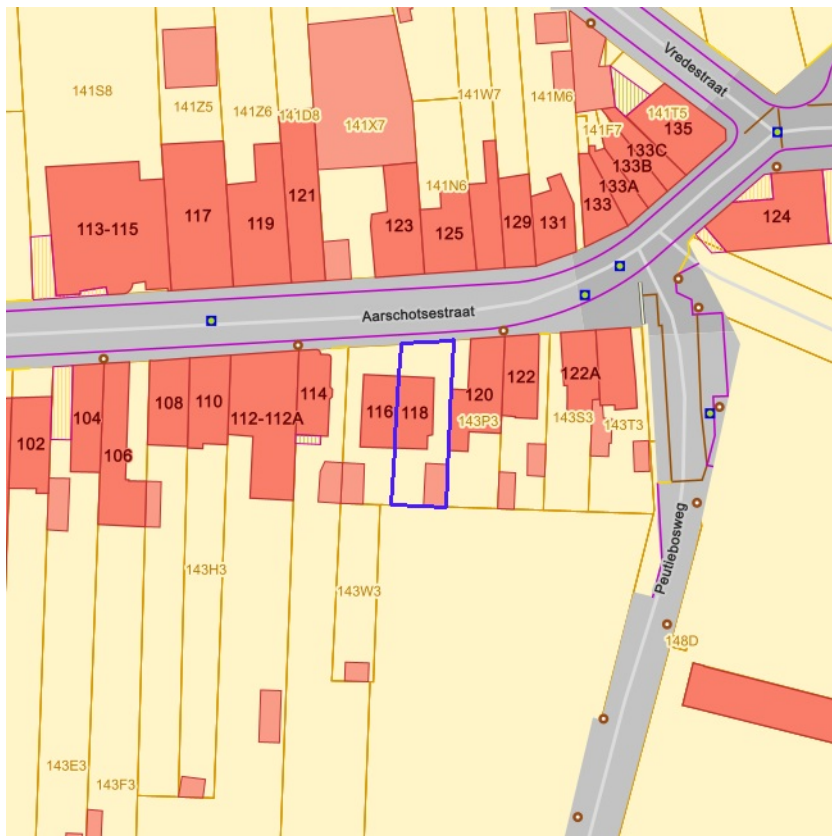 Vredestraat
141S8
141Z5
141Z6
141D8
141X7
141W7
141M6
141T5
135
141F7
133C
133B
133A
133
141N6
113-115
117
119
121
123
125
129
131
124
Aarschotsestraat
102
104
106
108
110
112-112A
114
116
118
120
122
122A
143P3
143S3
143T3
143H3
143W3
Peutiebosweg
148D
143E3
143F3